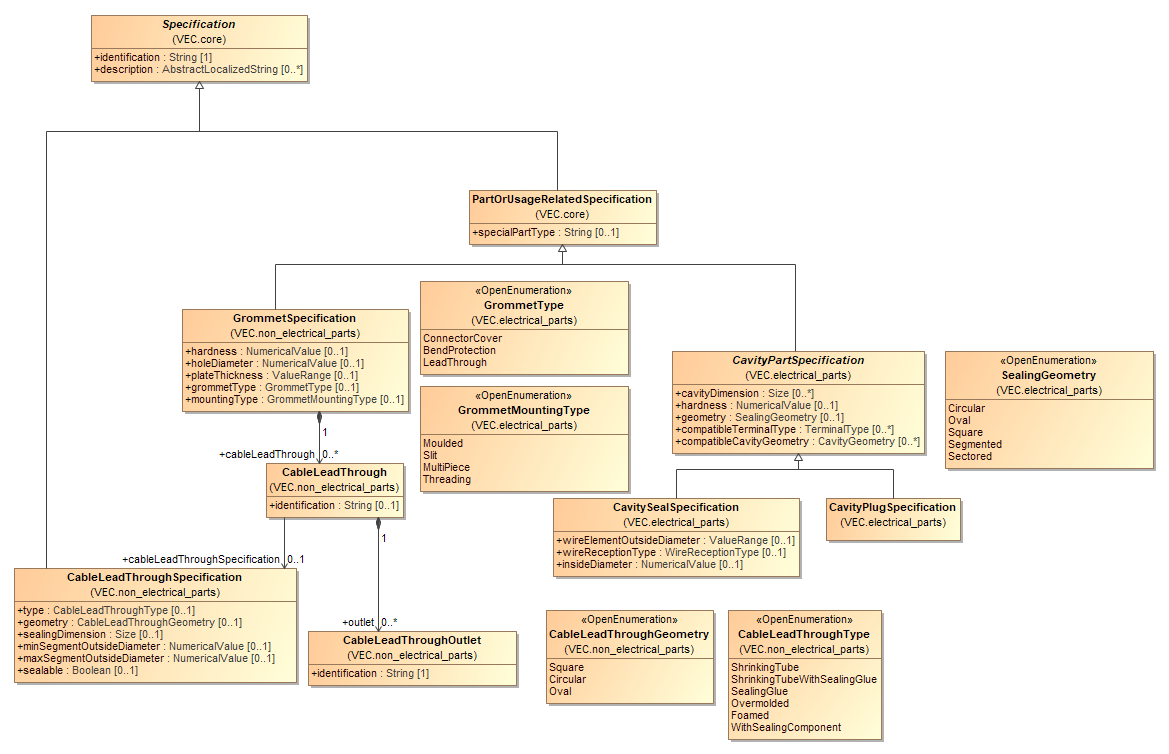 Specification
(VEC.core)
+identification : String [1]
+description : AbstractLocalizedString [0..*]
PartOrUsageRelatedSpecification
(VEC.core)
+specialPartType : String [0..1]
GrommetSpecification
(VEC.non_electrical_parts)
+hardness : NumericalValue [0..1]
+holeDiameter : NumericalValue [0..1]
+plateThickness : ValueRange [0..1]
+grommetType : GrommetType [0..1]
+mountingType : GrommetMountingType [0..1]
«OpenEnumeration»
GrommetType
(VEC.electrical_parts)
ConnectorCover
BendProtection
LeadThrough
«OpenEnumeration»
GrommetMountingType
(VEC.electrical_parts)
Moulded
Slit
MultiPiece
Threading
CavityPartSpecification
(VEC.electrical_parts)
+cavityDimension : Size [0..*]
+hardness : NumericalValue [0..1]
+geometry : SealingGeometry [0..1]
+compatibleTerminalType : TerminalType [0..*]
+compatibleCavityGeometry : CavityGeometry [0..*]
«OpenEnumeration»
SealingGeometry
(VEC.electrical_parts)
Circular
Oval
Square
Segmented
Sectored
1
+cableLeadThrough 0..*
CableLeadThrough
(VEC.non_electrical_parts)
+identification : String [0..1]
CavitySealSpecification
(VEC.electrical_parts)
+wireElementOutsideDiameter : ValueRange [0..1]
+wireReceptionType : WireReceptionType [0..1]
+insideDiameter : NumericalValue [0..1]
CavityPlugSpecification
(VEC.electrical_parts)
1
+cableLeadThroughSpecification 0..1
CableLeadThroughSpecification
(VEC.non_electrical_parts)
+type : CableLeadThroughType [0..1]
+geometry : CableLeadThroughGeometry [0..1]
+sealingDimension : Size [0..1]
+minSegmentOutsideDiameter : NumericalValue [0..1]
+maxSegmentOutsideDiameter : NumericalValue [0..1]
+sealable : Boolean [0..1]
+outlet 0..*
CableLeadThroughOutlet
(VEC.non_electrical_parts)
+identification : String [1]
«OpenEnumeration»
CableLeadThroughGeometry
(VEC.non_electrical_parts)
Square
Circular
Oval
«OpenEnumeration»
CableLeadThroughType
(VEC.non_electrical_parts)
ShrinkingTube
ShrinkingTubeWithSealingGlue
SealingGlue
Overmolded
Foamed
WithSealingComponent